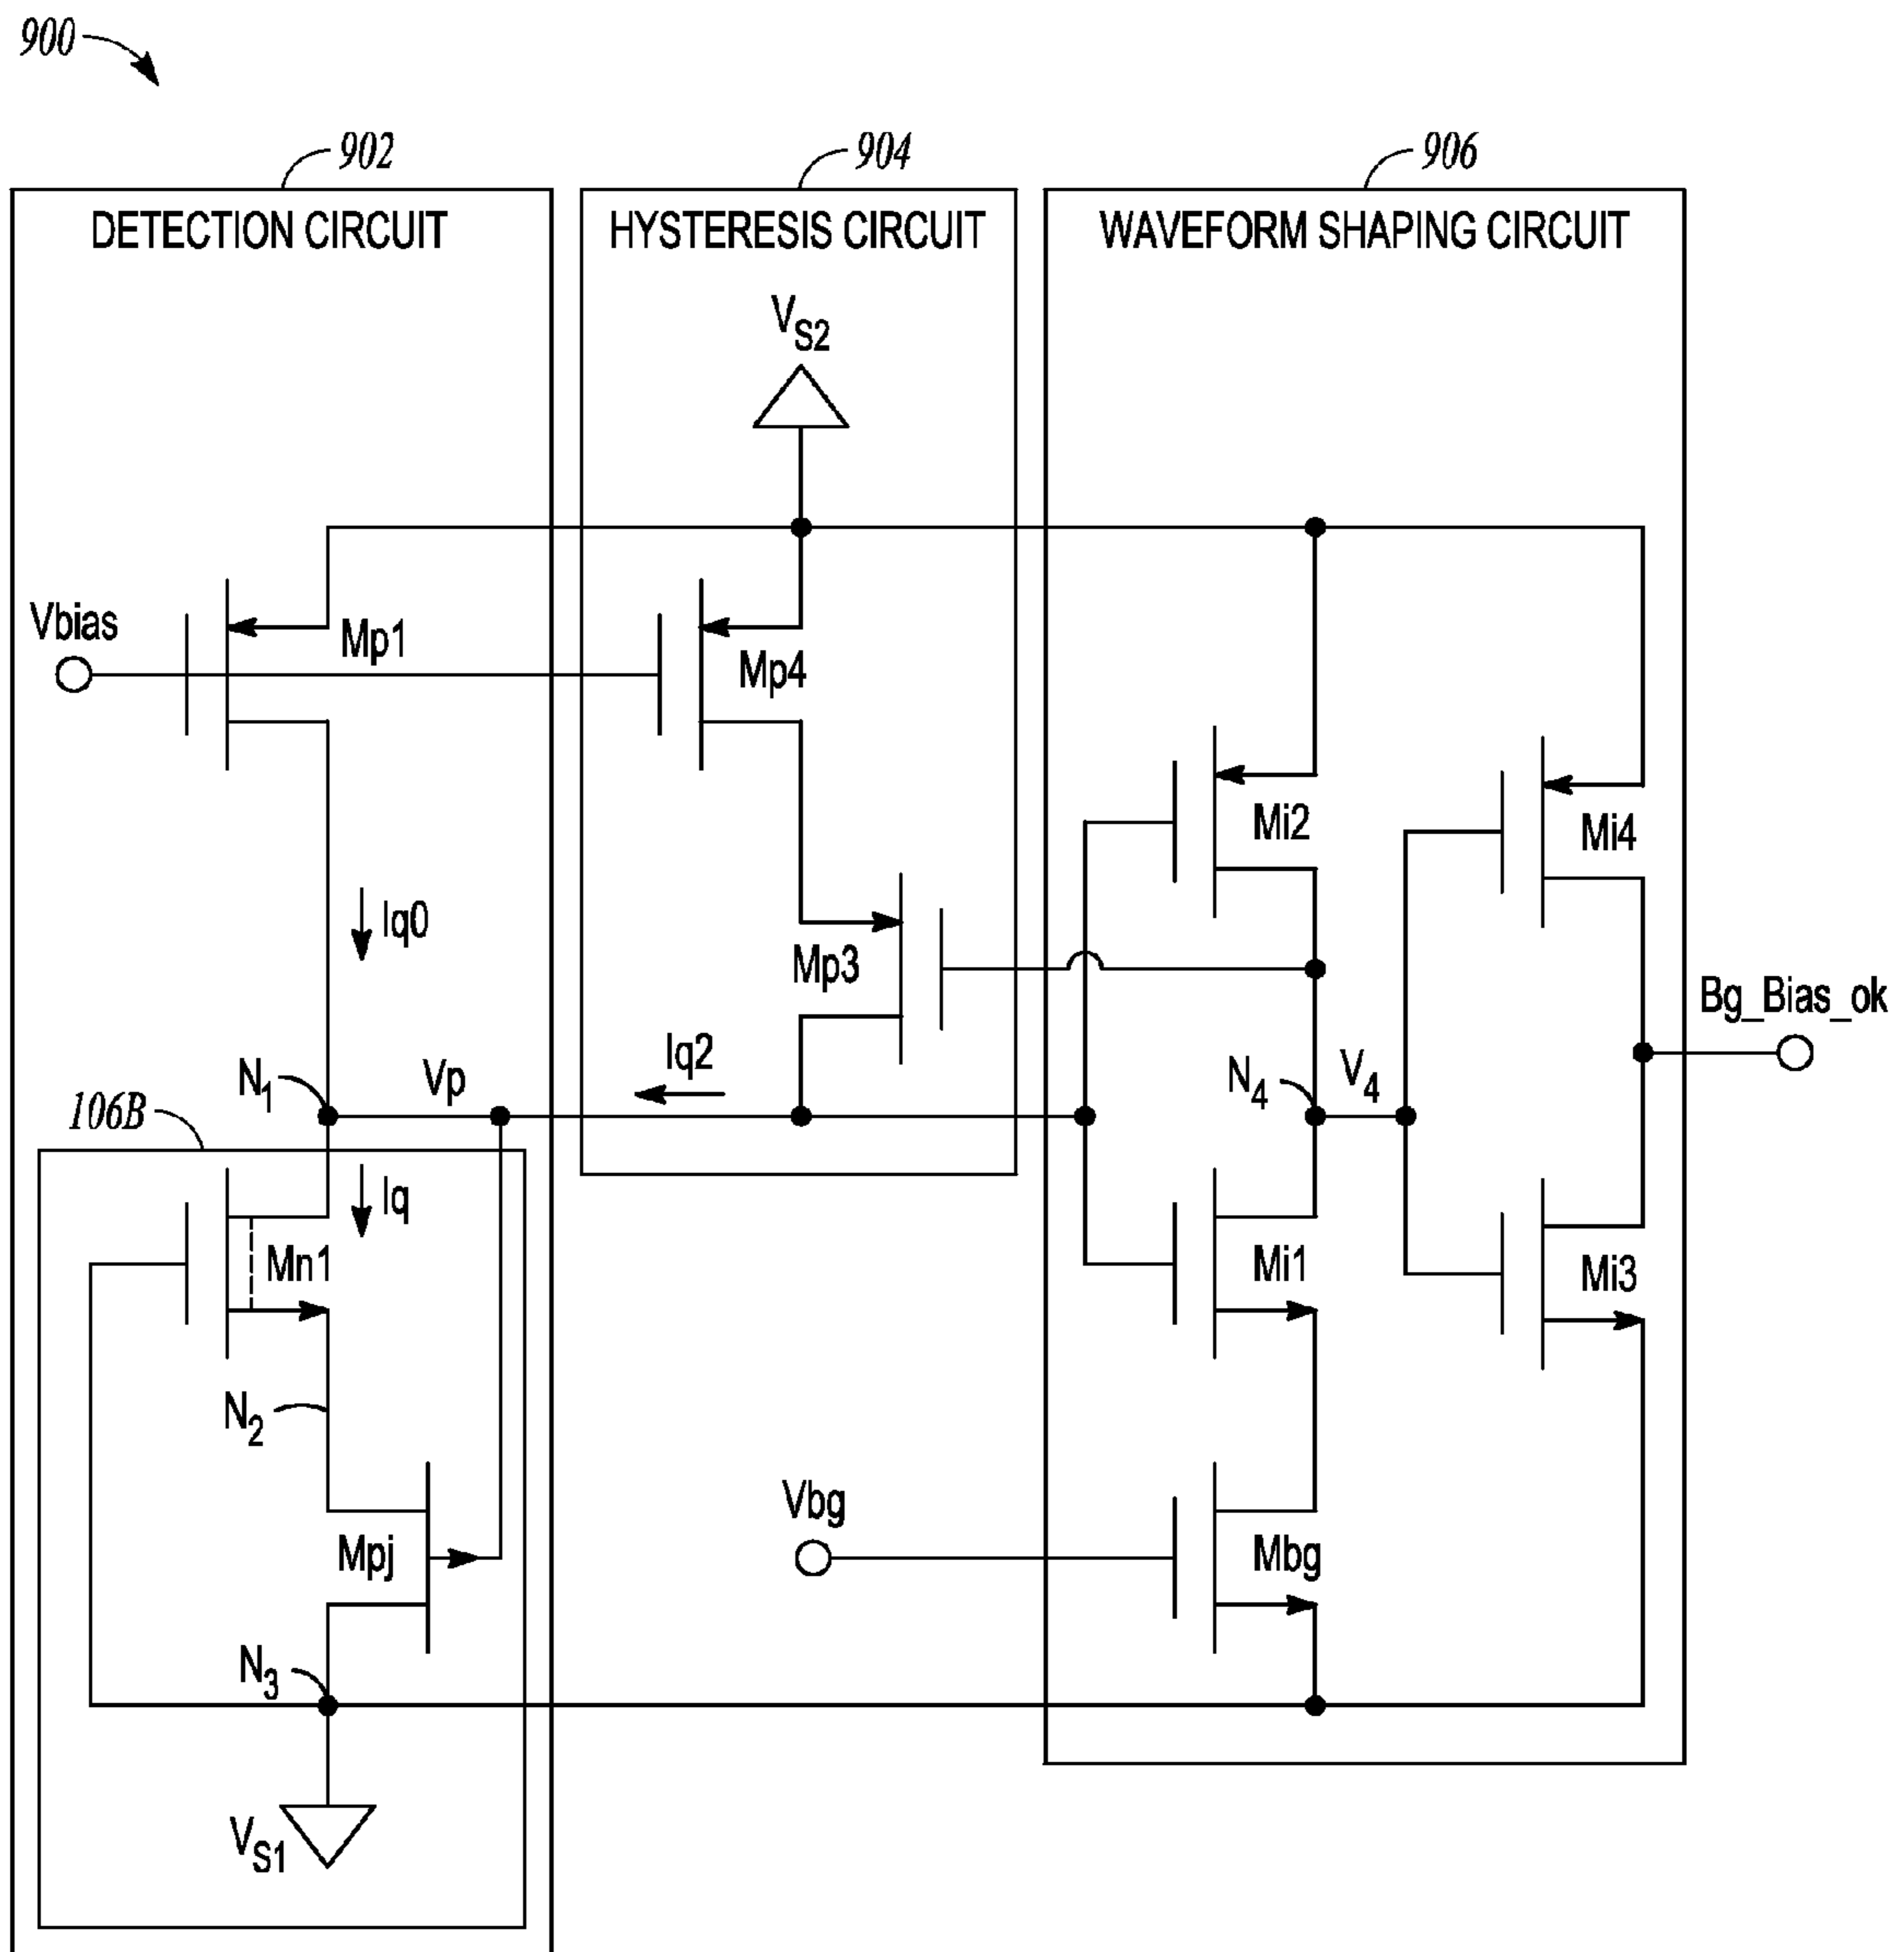 900
902
904
906
DETECTION CIRCUIT
HYSTERESIS CIRCUIT
WAVEFORM SHAPING CIRCUIT
VS2
Vbias
Mp1
Mp4
Mi2
Mi4
Iq0
Mp3
Bg_Bias_ok
Iq2
N1
Vp
N4
V4
106B
Iq
Mn1
Mi1
Mi3
N2
Vbg
Mpj
Mbg
N3
VS1